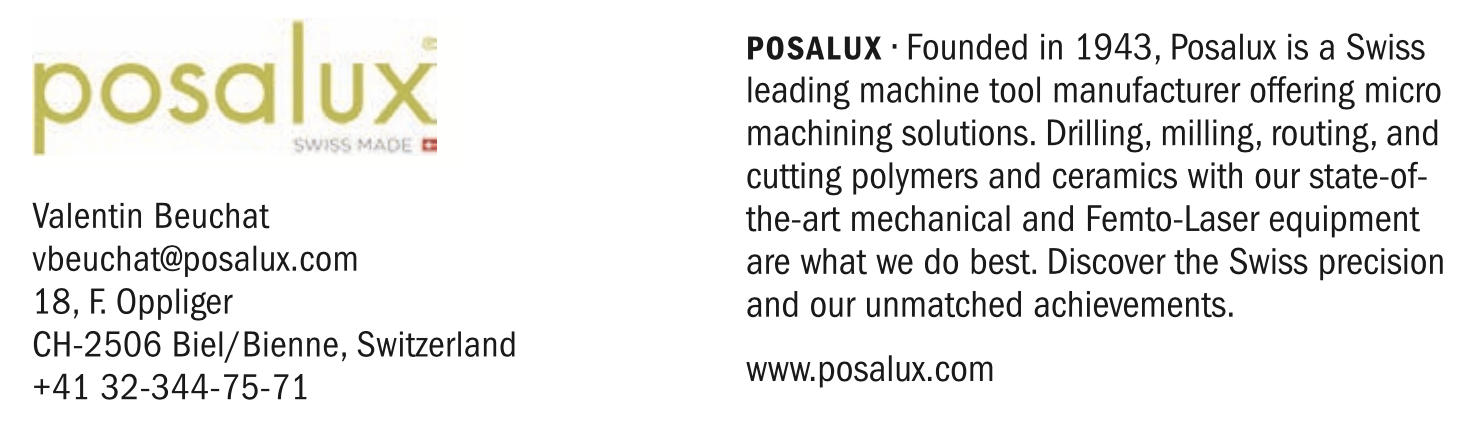 posalux
SWISS MADE
Valentin Beuchat
vbeuchat@posalux.com
18, F. Oppliger
CH-2506 Biel/Bienne, Switzerland
+41 32-344-75-71
POSALUX · Founded in 1943, Posalux is a Swiss
leading machine tool manufacturer offering micro
machining solutions. Drilling, milling, routing, and
cutting polymers and ceramics with our state-of-
the-art mechanical and Femto-Laser equipment
are what we do best. Discover the Swiss precision
and our unmatched achievements.
www.posalux.com